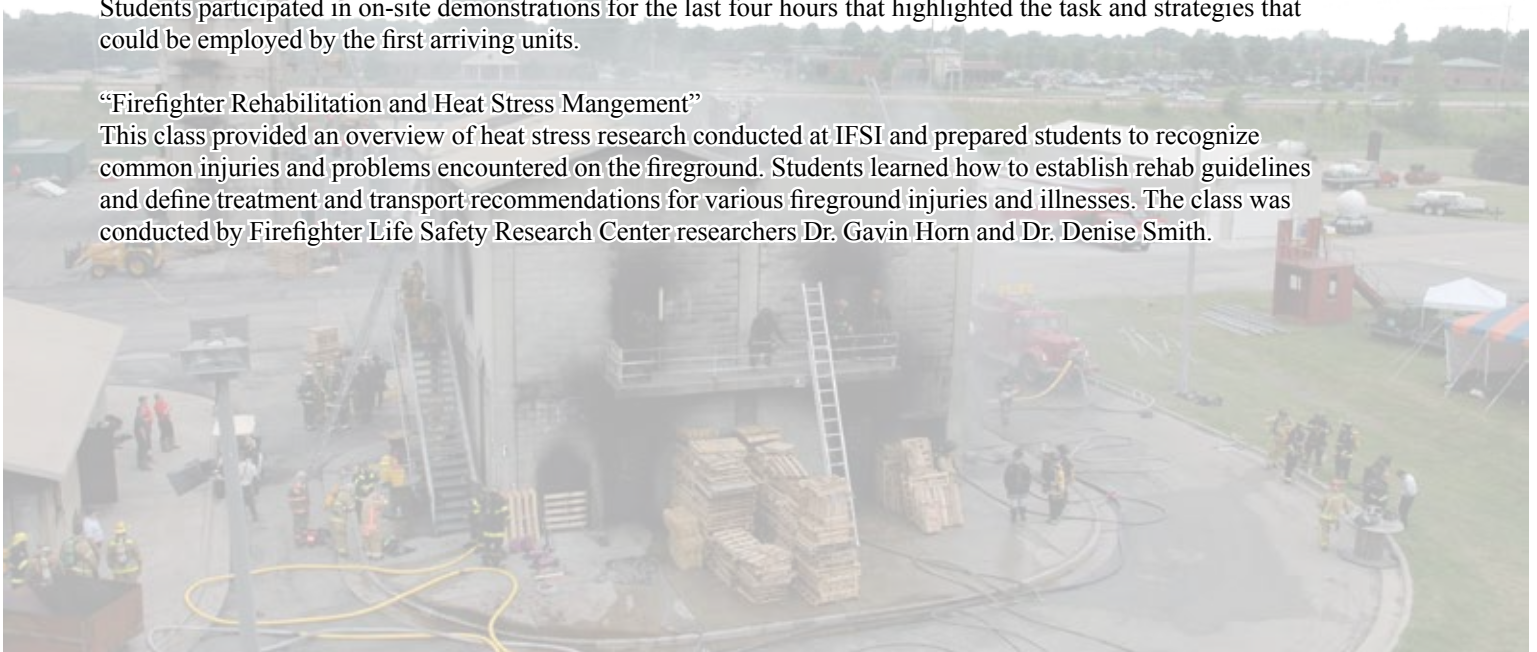 Students participated in on-site demonstrations for the last four hours that highlighted the task and strategies that
could be employed by the first arriving units.
“Firefighter Rehabilitation and Heat Stress Mangement”
This class provided an overview of heat stress research conducted at IFSI and prepared students to recognize
common injuries and problems encountered on the fireground. Students learned how to establish rehab guidelines
and define treatment and transport recommendations for various fireground injuries and illnesses. The class was
conducted by Firefighter Life Safety Research Center researchers Dr. Gavin Horn and Dr. Denise Smith.